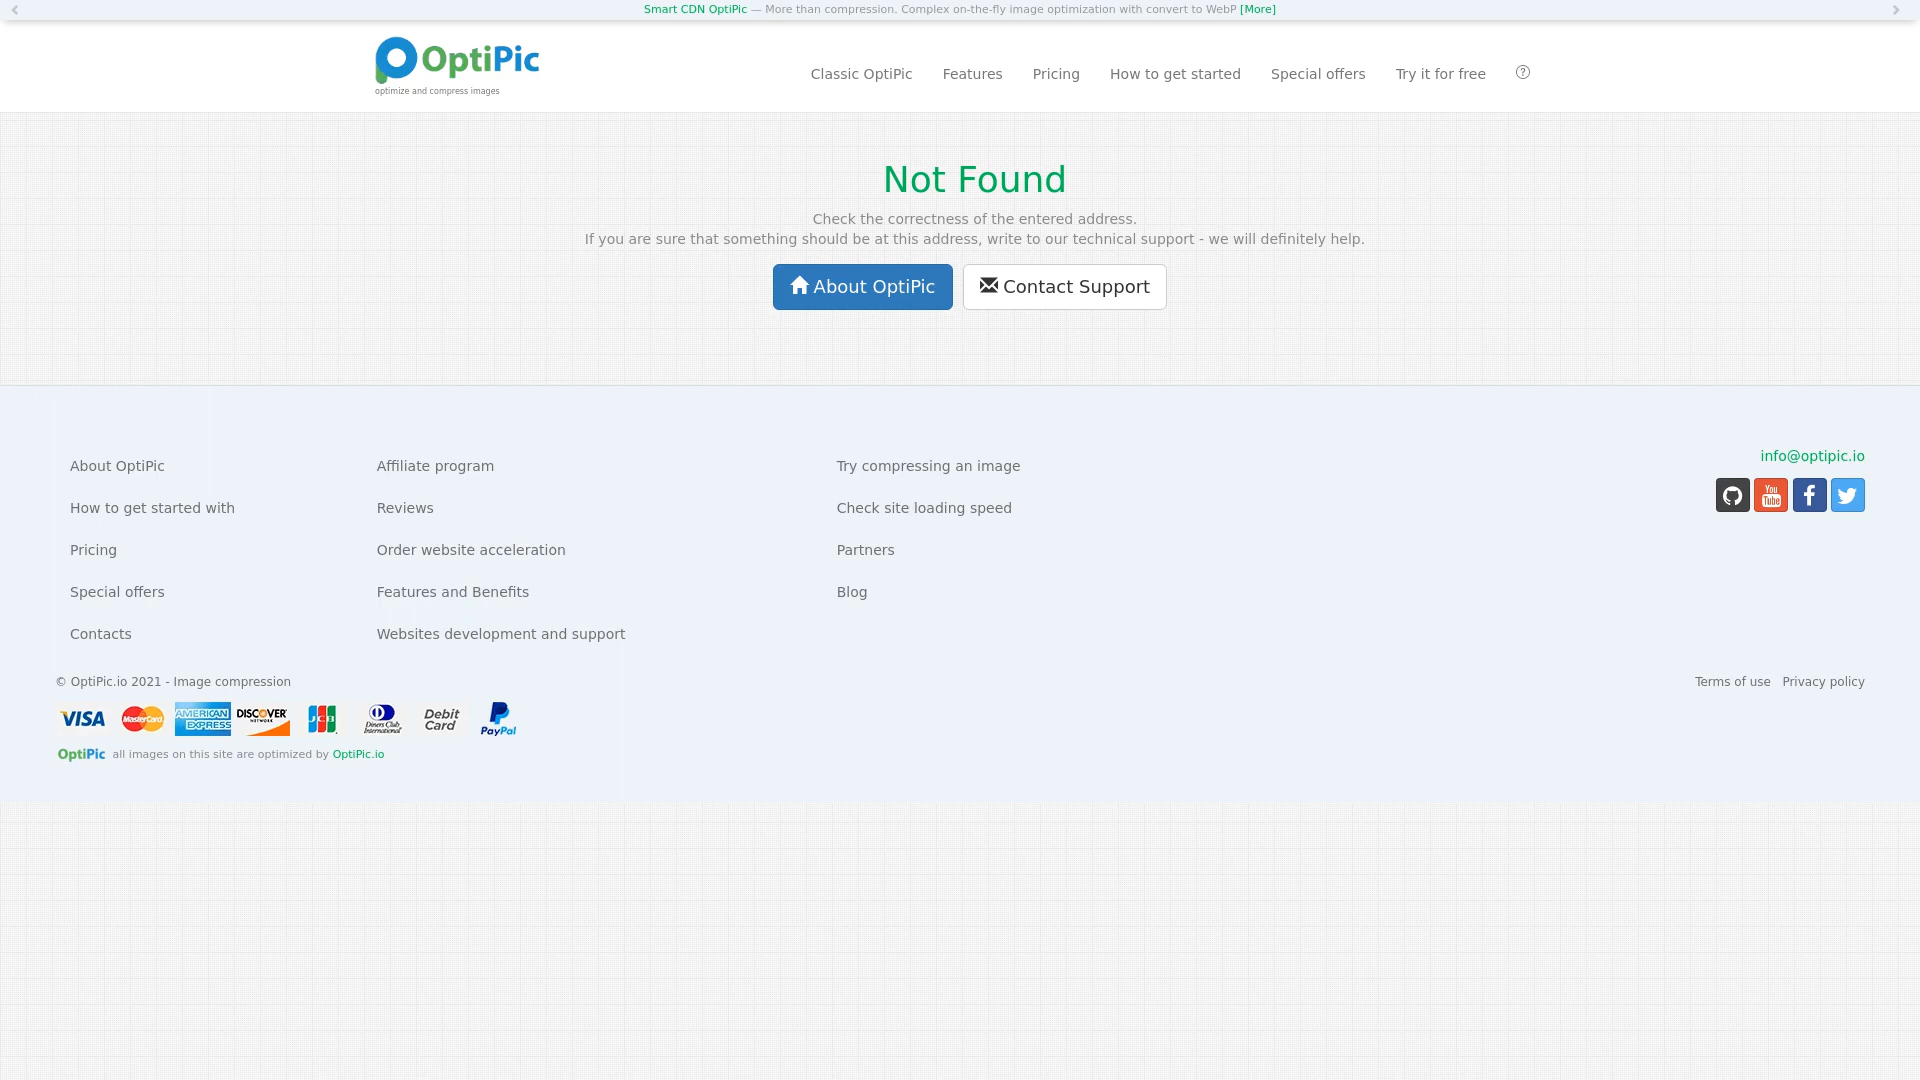 Smart CDN OptiPic — More than compression. Complex on-the-fly image optimization with convert to WebP [More]
OptiPic
optimize and compress images
Classic OptiPic
Features
Pricing
How to get started
Special offers
Try it for free
Not Found
Check the correctness of the entered address.
If you are sure that something should be at this address, write to our technical support - we will definitely help.
About OptiPic
Contact Support
About OptiPic
How to get started with
Pricing
Special offers
Contacts
Affiliate program
Reviews
Order website acceleration
Features and Benefits
Websites development and support
Try compressing an image
Check site loading speed
Partners
Blog
info@optipic.io
You Tube
© OptiPic.io 2021 - Image compression
Terms of use
Privacy policy
VISA
MasterCard
AMERICAN EXPRESS
DISCOVER NETWORK
JCB
Diners Club International
Debit Card
PayPal
OptiPic all images on this site are optimized by OptiPic.io